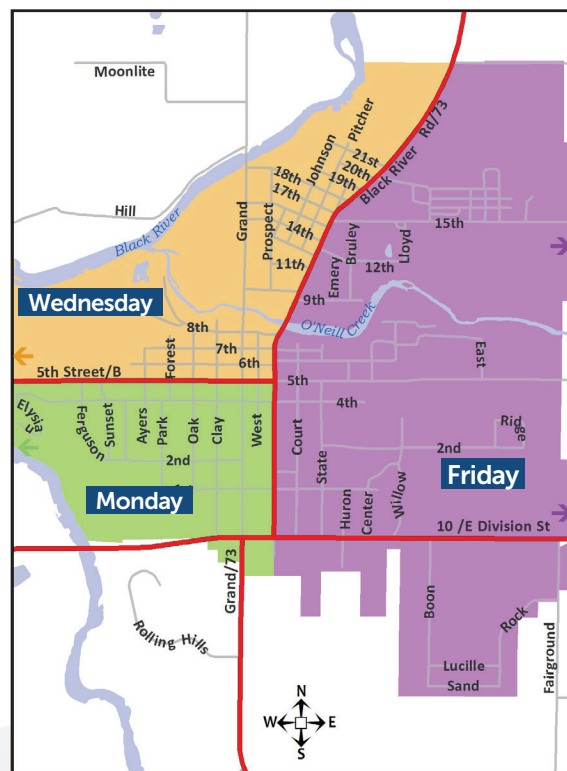 Moonlite
Pitcher
Johnson
21st
20th
19th
18th
17th
Black River
Rd/73
Hill
Black River
Grand
Prospect
14th
15th
Bruley
Lloyd
Emery
11th
12th
9th
O'Neill Creek
Wednesday
8th
7th
6th
Forest
East
5th Street/B
5th
4th
Elysia
Ferguson
Sunset
Ayers
Park
Oak
Clay
West
Court
State
Ridge
2nd
2nd
Monday
Friday
Huron
Center
Willow
10 /E Division St
Grand/73
Rolling Hills
Boon
Rock
Lucille
Sand
Fairground
N
W
E
S